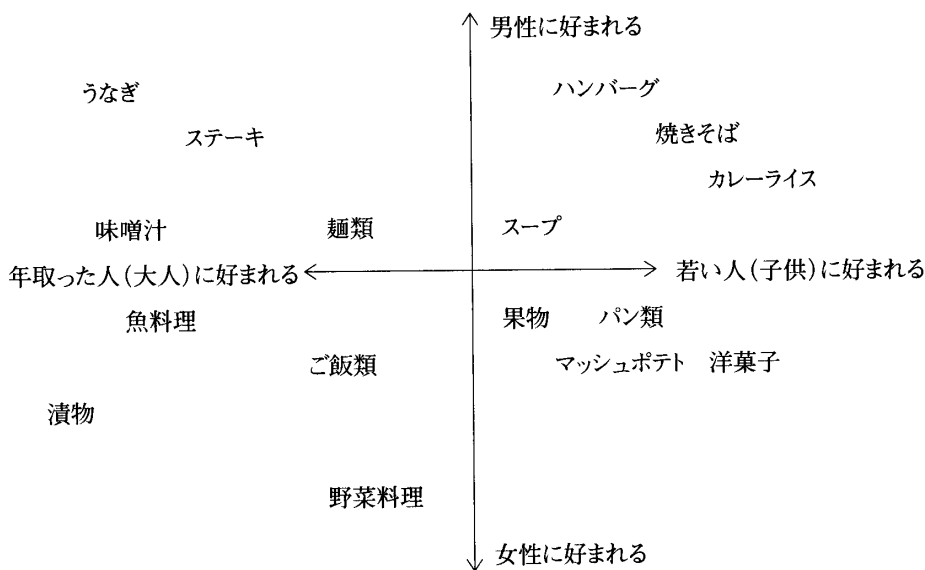 男性に好まれる
うなぎ
ハンバーグ
ステーキ
焼きそば
カレーライス
味噌汁
麺類
スープ
年取った人(大人)に好まれる
若い人(子供)に好まれる
魚料理
果物
パン類
ご飯類
マッシュポテト
洋菓子
漬物
野菜料理
女性に好まれる